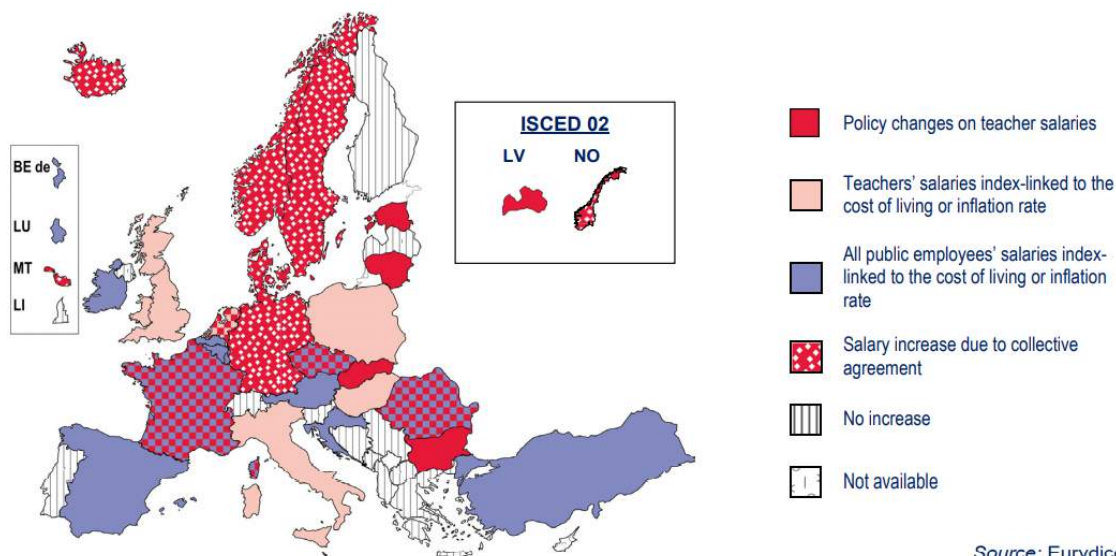 ISCED 02
LV NO
BE de
LU
MT
LI
Policy changes on teacher salaries
Teachers' salaries index-linked to the
cost of living or inflation rate
All public employees' salaries index-
linked to the cost of living or inflation
rate
Salary increase due to collective
agreement
No increase
Not available
Source: Eurydice